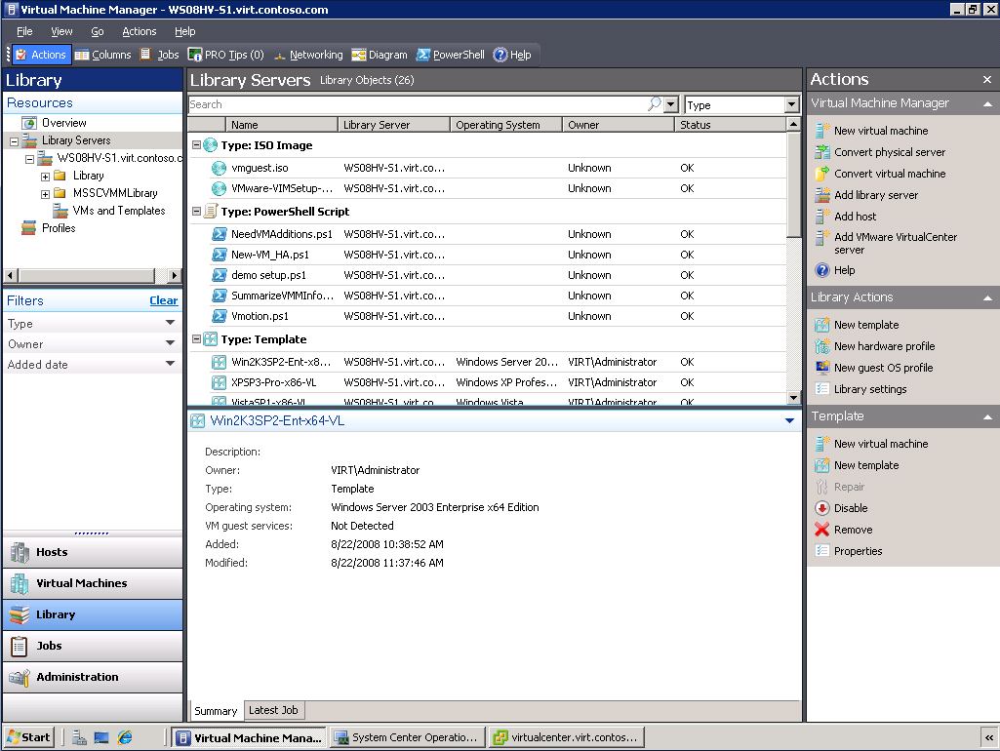 Virtual Machine Manager - WS08HV-S1.virt.contoso.com
File View Go Actions Help
Actions Columns Jobs PRO Tips (0) Networking Diagram PowerShell Help
Library
Resources
Overview
Library Servers
WS08HV-S1.virt.contoso.c
Library
MSSCVMMLibrary
VMs and Templates
Profiles
Filters Clear
Type
Owner
Added date
Hosts
Virtual Machines
Library
Jobs
Administration
Library Servers Library Objects (26)
Search Type
Name Library Server Operating System Owner Status
Type: ISO Image
vmguest.iso WS08HV-S1.virt.co... Unknown OK
VMware-VIMSetup-... WS08HV-S1.virt.co... Unknown OK
Type: PowerShell Script
NeedVMAdditions.ps1 WS08HV-S1.virt.co... Unknown OK
New-VM_HA.ps1 WS08HV-S1.virt.co... Unknown OK
demo setup.ps1 WS08HV-S1.virt.co... Unknown OK
SummarizeVMMInfo... WS08HV-S1.virt.co... Unknown OK
Vmotion.ps1 WS08HV-S1.virt.co... Unknown OK
Type: Template
Win2K3SP2-Ent-x8... WS08HV-S1.virt.co... Windows Server 20... VIRT\Administrator OK
XPSP3-Pro-x86-VL WS08HV-S1.virt.co... Windows XP Profes... VIRT\Administrator OK
VistaSP1-x86-VL WS08HV-S1.virt.co... Windows Vista VIRT\Administrator OK
Win2K3SP2-Ent-x64-VL
Description:
Owner: VIRT\Administrator
Type: Template
Operating system: Windows Server 2003 Enterprise x64 Edition
VM guest services: Not Detected
Added: 8/22/2008 10:38:52 AM
Modified: 8/22/2008 11:37:46 AM
Summary Latest Job
Actions
Virtual Machine Manager
New virtual machine
Convert physical server
Convert virtual machine
Add library server
Add host
Add VMware VirtualCenter
server
Help
Library Actions
New template
New hardware profile
New guest OS profile
Library settings
Template
New virtual machine
New template
Repair
Disable
Remove
Properties
Start Virtual Machine Mana... System Center Operatio... virtualcenter.virt.contos...